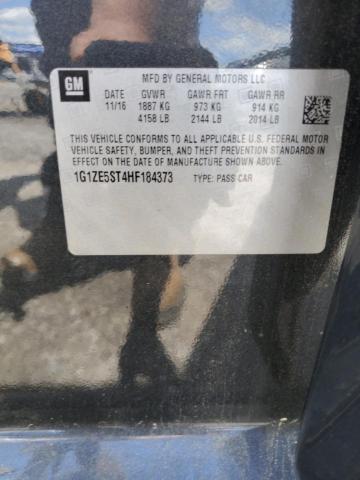 GM
MFD BY GENERAL MOTORS LLC
DATE GVWR GAWR FRT GAWR RR
11/16 1887 KG 973 KG 914 KG
4158 LB 2144 LB 2014 LB
THIS VEHICLE CONFORMS TO ALL APPLICABLE U.S. FEDERAL MOTOR
VEHICLE SAFETY, BUMPER, AND THEFT PREVENTION STANDARDS IN
EFFECT ON THE DATE OF MANUFACTURE SHOWN ABOVE.
1G1ZE5ST4HF184373 TYPE: PASS CAR